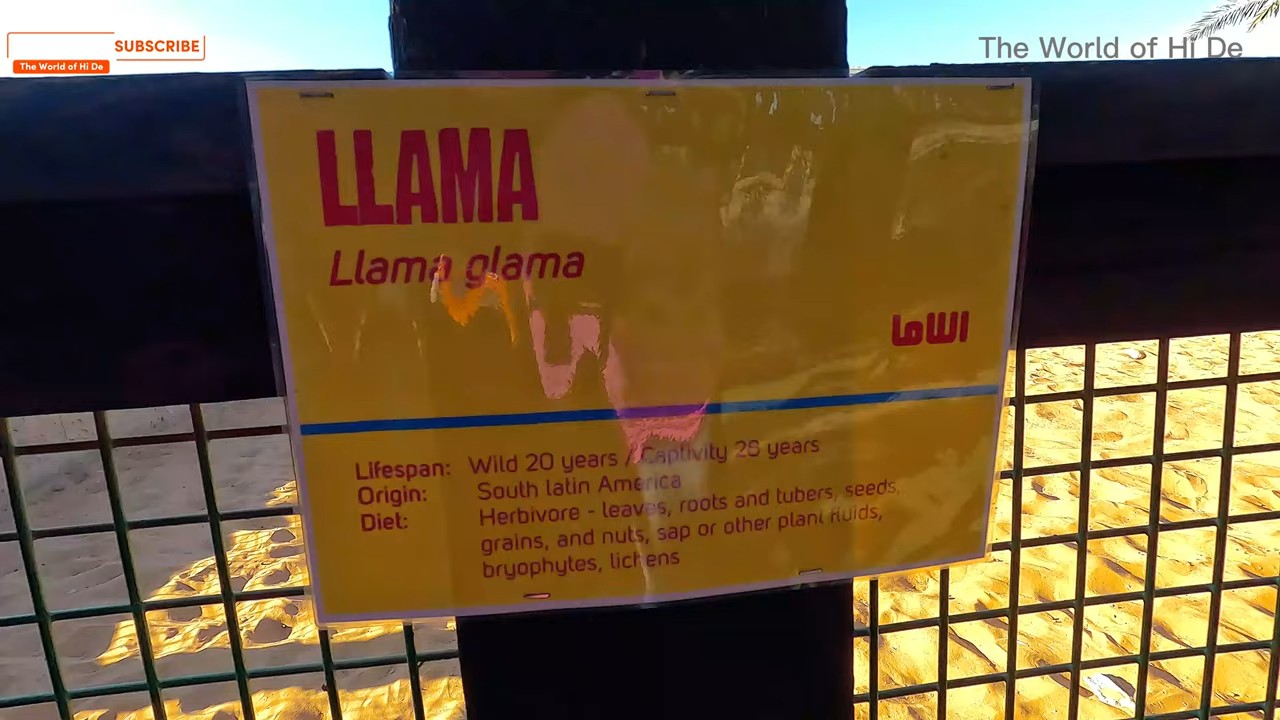 SUBSCRIBE
The World of Hi De
The World of Hi De
LLAMA
Llama glama
اللاما
Lifespan: Wild 20 years / Captivity 28 years
Origin: South latin America
Diet: Herbivore - leaves, roots and tubers, seeds,
grains, and nuts, sap or other plant fluids,
bryophytes, lichens